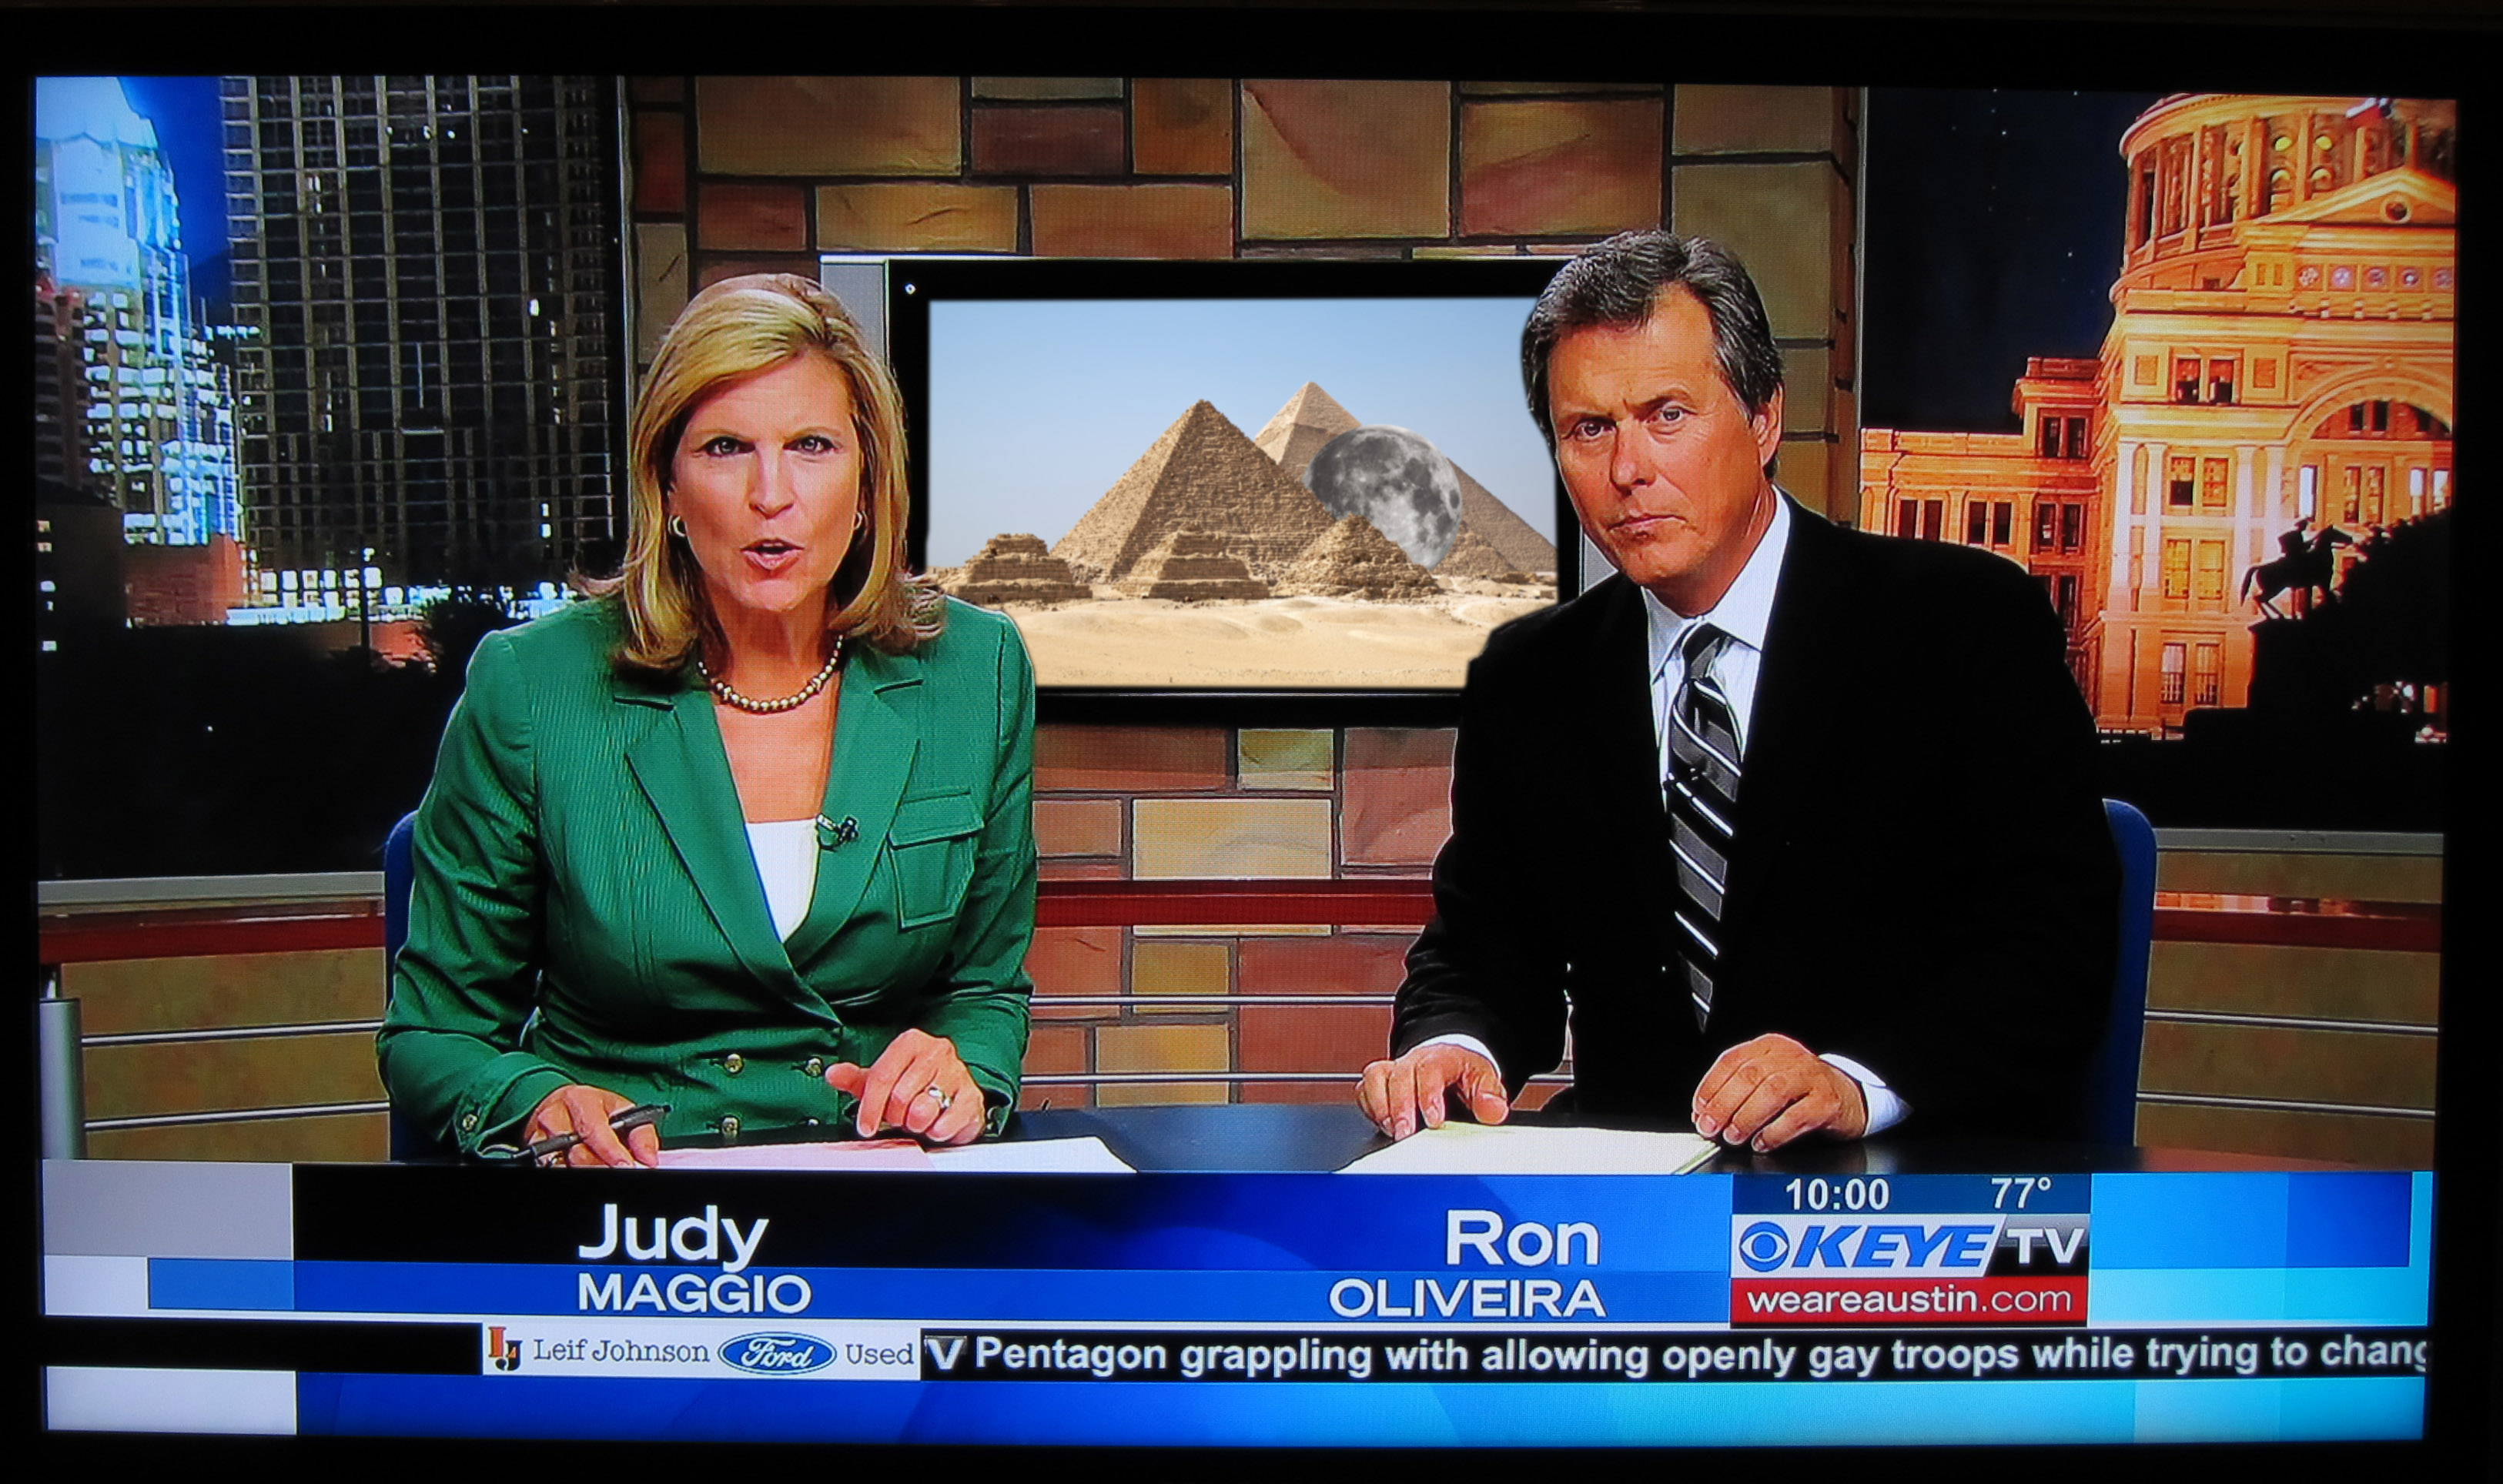 Judy
MAGGIO
Ron
OLIVEIRA
10:00 77°
KEYE TV
weareaustin.com
LJ Leif Johnson Ford Used
V Pentagon grappling with allowing openly gay troops while trying to chang